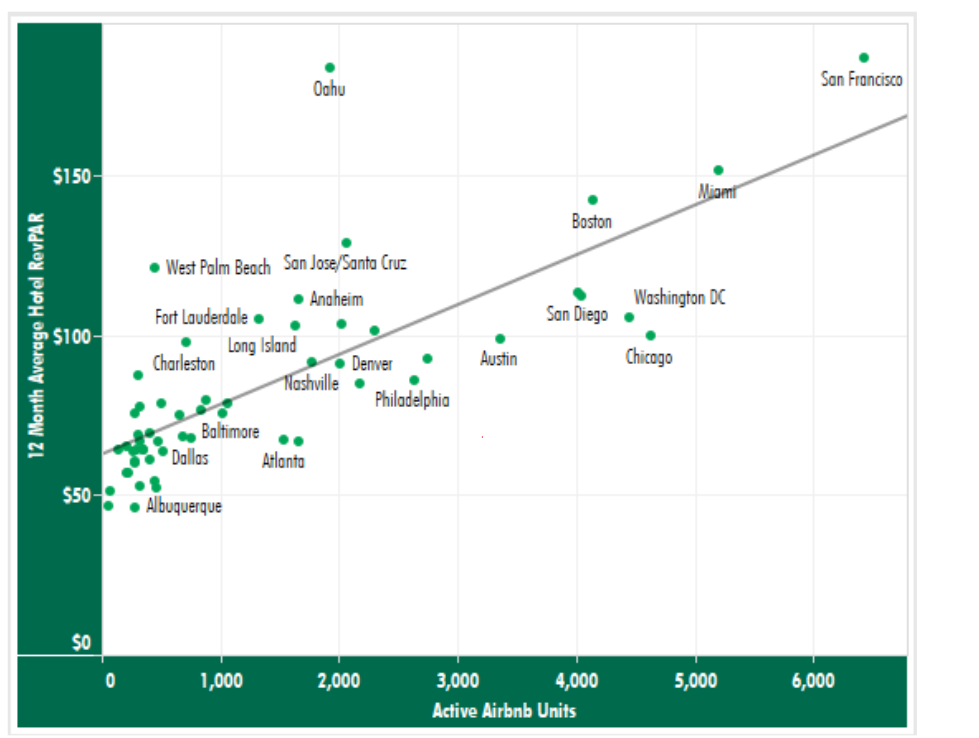 Oahu
San Francisco
$150
Miami
Boston
West Palm Beach
San Jose/Santa Cruz
Anaheim
Washington DC
Fort Lauderdale
San Diego
$100
Long Island
Charleston
Denver
Austin
Chicago
Nashville
Philadelphia
Baltimore
Dallas
Atlanta
$50
Albuquerque
12 Month Average Hotel RevPAR
$0
0
1,000
2,000
3,000
4,000
5,000
6,000
Active Airbnb Units